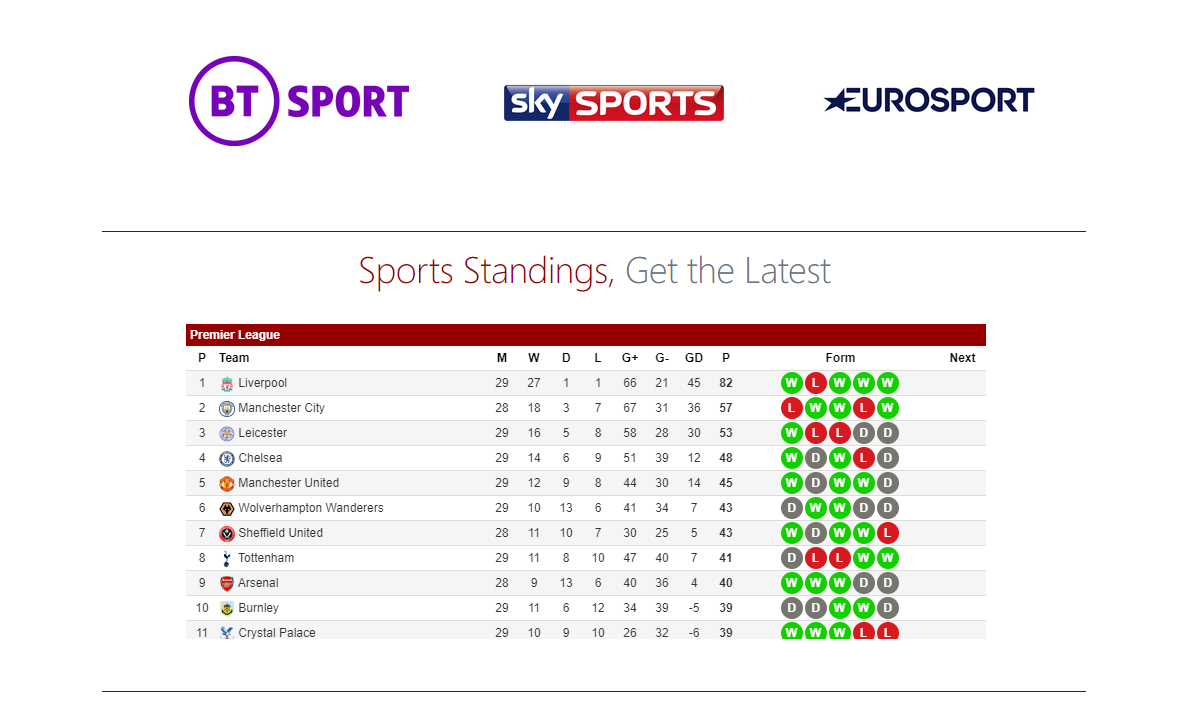 BT SPORT
sky SPORTS
EUROSPORT
Sports Standings, Get the Latest
Premier League
P Team M W D L G+ G- GD P Form Next
1 Liverpool 29 27 1 1 66 21 45 82 W L W W W
2 Manchester City 28 18 3 7 67 31 36 57 L W W L W
3 Leicester 29 16 5 8 58 28 30 53 W L L D D
4 Chelsea 29 14 6 9 51 39 12 48 W D W L D
5 Manchester United 29 12 9 8 44 30 14 45 W D W W D
6 Wolverhampton Wanderers 29 10 13 6 41 34 7 43 D W W D D
7 Sheffield United 28 11 10 7 30 25 5 43 W D W W L
8 Tottenham 29 11 8 10 47 40 7 41 D L L W W
9 Arsenal 28 9 13 6 40 36 4 40 W W W D D
10 Burnley 29 11 6 12 34 39 -5 39 D D W W D
11 Crystal Palace 29 10 9 10 26 32 -6 39 W W W L L